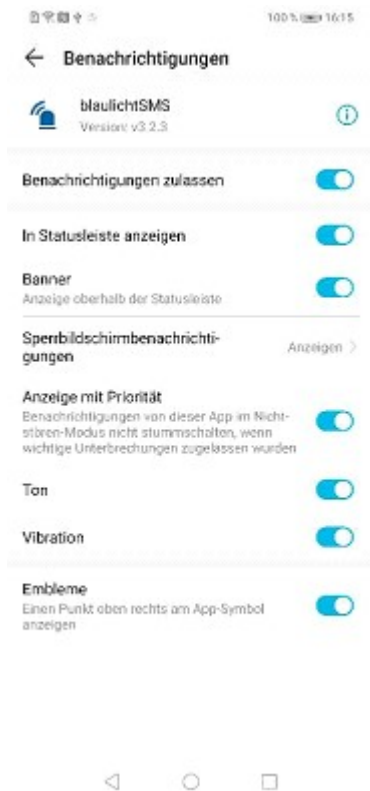 100 % 16:15
Benachrichtigungen
blaulichtSMS
Version: v3.2.3
Benachrichtigungen zulassen
In Statusleiste anzeigen
Banner
Anzeige oberhalb der Statusleiste
Sperrbildschirmbenachrichti-
gungen
Anzeigen
Anzeige mit Priorität
Benachrichtigungen von dieser App im Nicht-
stören-Modus nicht stummschalten, wenn
wichtige Unterbrechungen zugelassen wurden
Ton
Vibration
Embleme
Einen Punkt oben rechts am App-Symbol
anzeigen